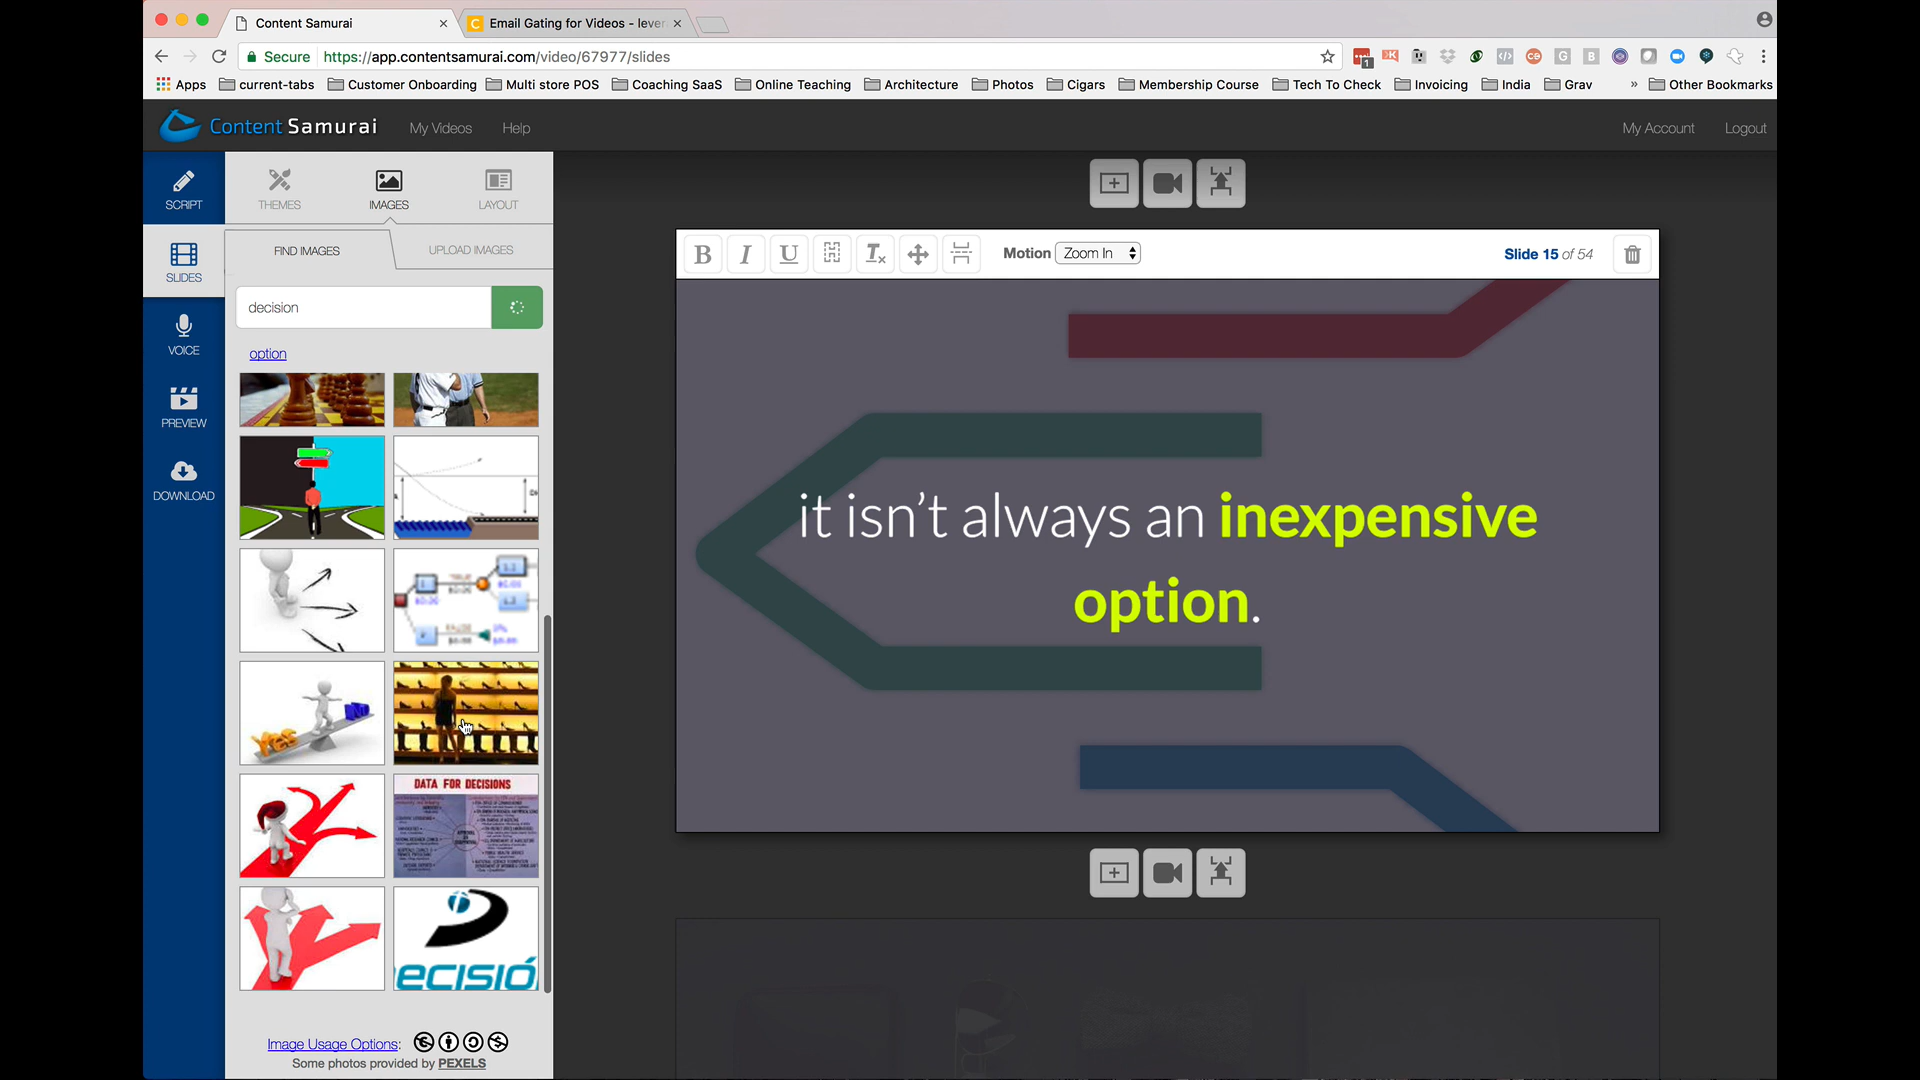 Content Samurai
Email Gating for Videos - lever
Secure https://app.contentsamurai.com/video/67977/slides
1
Apps current-tabs Customer Onboarding Multi store POS Coaching SaaS Online Teaching Architecture Photos Cigars Membership Course Tech To Check Invoicing India Grav » Other Bookmarks
Content Samurai My Videos Help My Account Logout
SCRIPT
SLIDES
VOICE
PREVIEW
DOWNLOAD
THEMES IMAGES LAYOUT
FIND IMAGES UPLOAD IMAGES
decision
option
Yes
No
DATA FOR DECISIONS
ECISIÓ
Image Usage Options:
Some photos provided by PEXELS
B I U H Tx Motion Zoom In Slide 15 of 54
it isn't always an inexpensive
option.